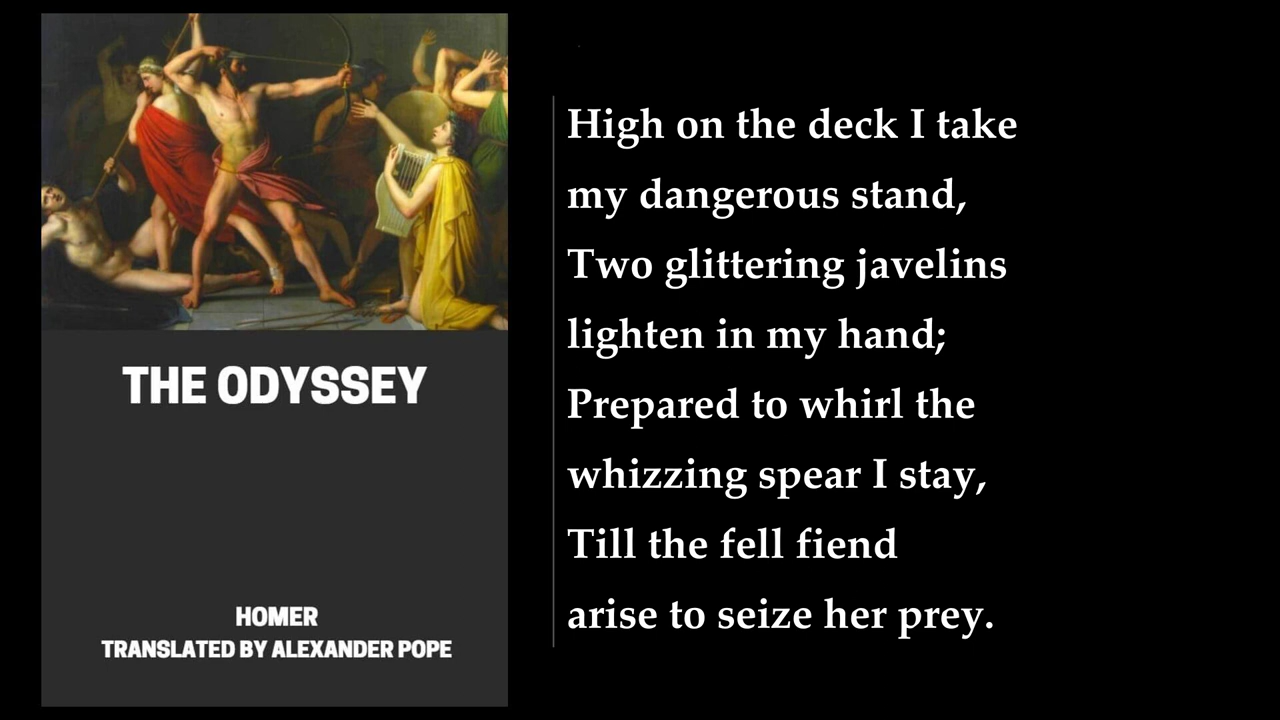 THE ODYSSEY
HOMER
TRANSLATED BY ALEXANDER POPE
High on the deck I take
my dangerous stand,
Two glittering javelins
lighten in my hand;
Prepared to whirl the
whizzing spear I stay,
Till the fell fiend
arise to seize her prey.